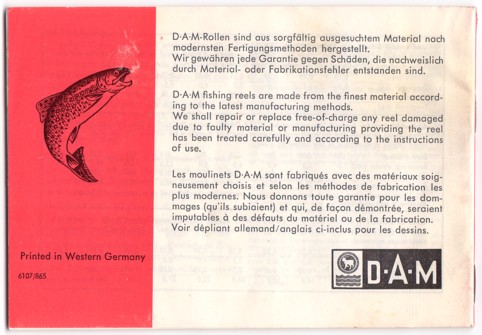 D·A·M-Rollen sind aus sorgfältig ausgesuchtem Material nach
modernsten Fertigungsmethoden hergestellt.
Wir gewähren jede Garantie gegen Schäden, die nachweislich
durch Material- oder Fabrikationsfehler entstanden sind.
D·A·M fishing reels are made from the finest material accord-
ing to the latest manufacturing methods.
We shall repair or replace free-of-charge any reel damaged
due to faulty material or manufacturing providing the reel
has been treated carefully and according to the instructions
of use.
Les moulinets D·A·M sont fabriqués avec des matériaux soig-
neusement choisis et selon les méthodes de fabrication les
plus modernes. Nous donnons toute garantie pour les dom-
mages (qu'ils subiaient) et qui, de façon démontrée, seraient
imputables à des défauts du matériel ou de la fabrication.
Voir dépliant allemand/anglais ci-inclus pour les dessins.
Printed in Western Germany
6107/865
D·A·M